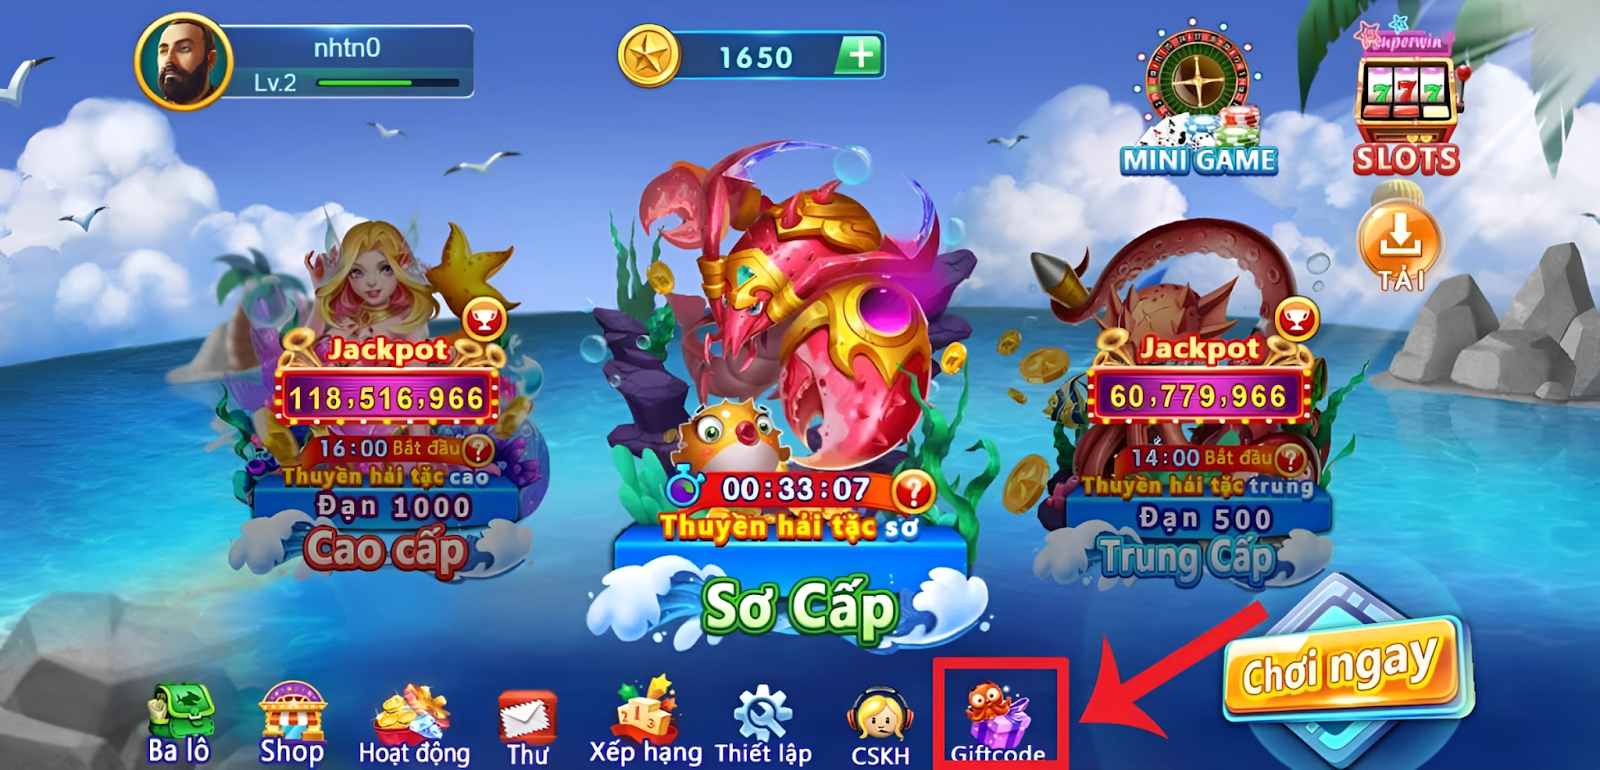 nhtn0
Lv.2
1650
Superwin
777
MINI GAME
SLOTS
TẢI
Jackpot
118,516,966
16:00 Bắt đầu
?
Thuyền hải tặc cao
Đạn 1000
Cao cấp
00:33:07
?
Thuyền hải tặc sơ
Sơ Cấp
Jackpot
60,779,966
14:00 Bắt đầu
?
Thuyền hải tặc trung
Đạn 500
Trung Cấp
Chơi ngay
Ba lô
Shop
Hoạt động
Thư
2 1 3
Xếp hạng
Thiết lập
CSKH
Giftcode